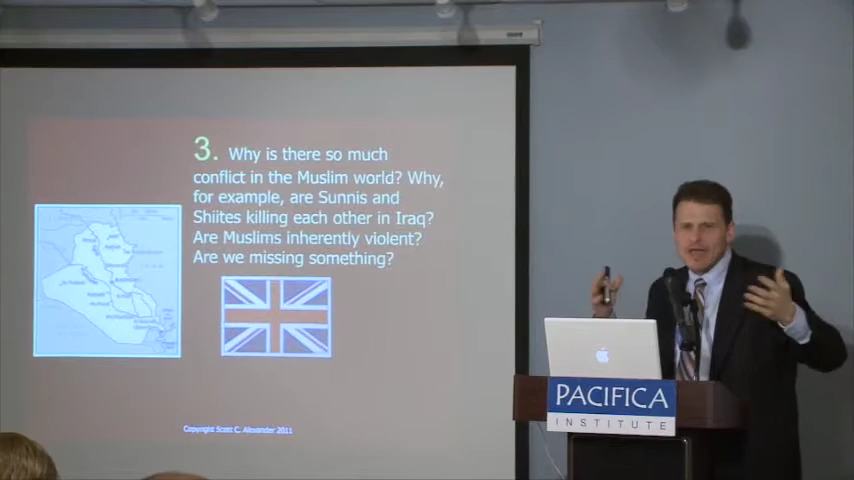 3. Why is there so much
conflict in the Muslim world? Why,
for example, are Sunnis and
Shiites killing each other in Iraq?
Are Muslims inherently violent?
Are we missing something?
Copyright Scott C. Alexander 2011
PACIFICA
INSTITUTE